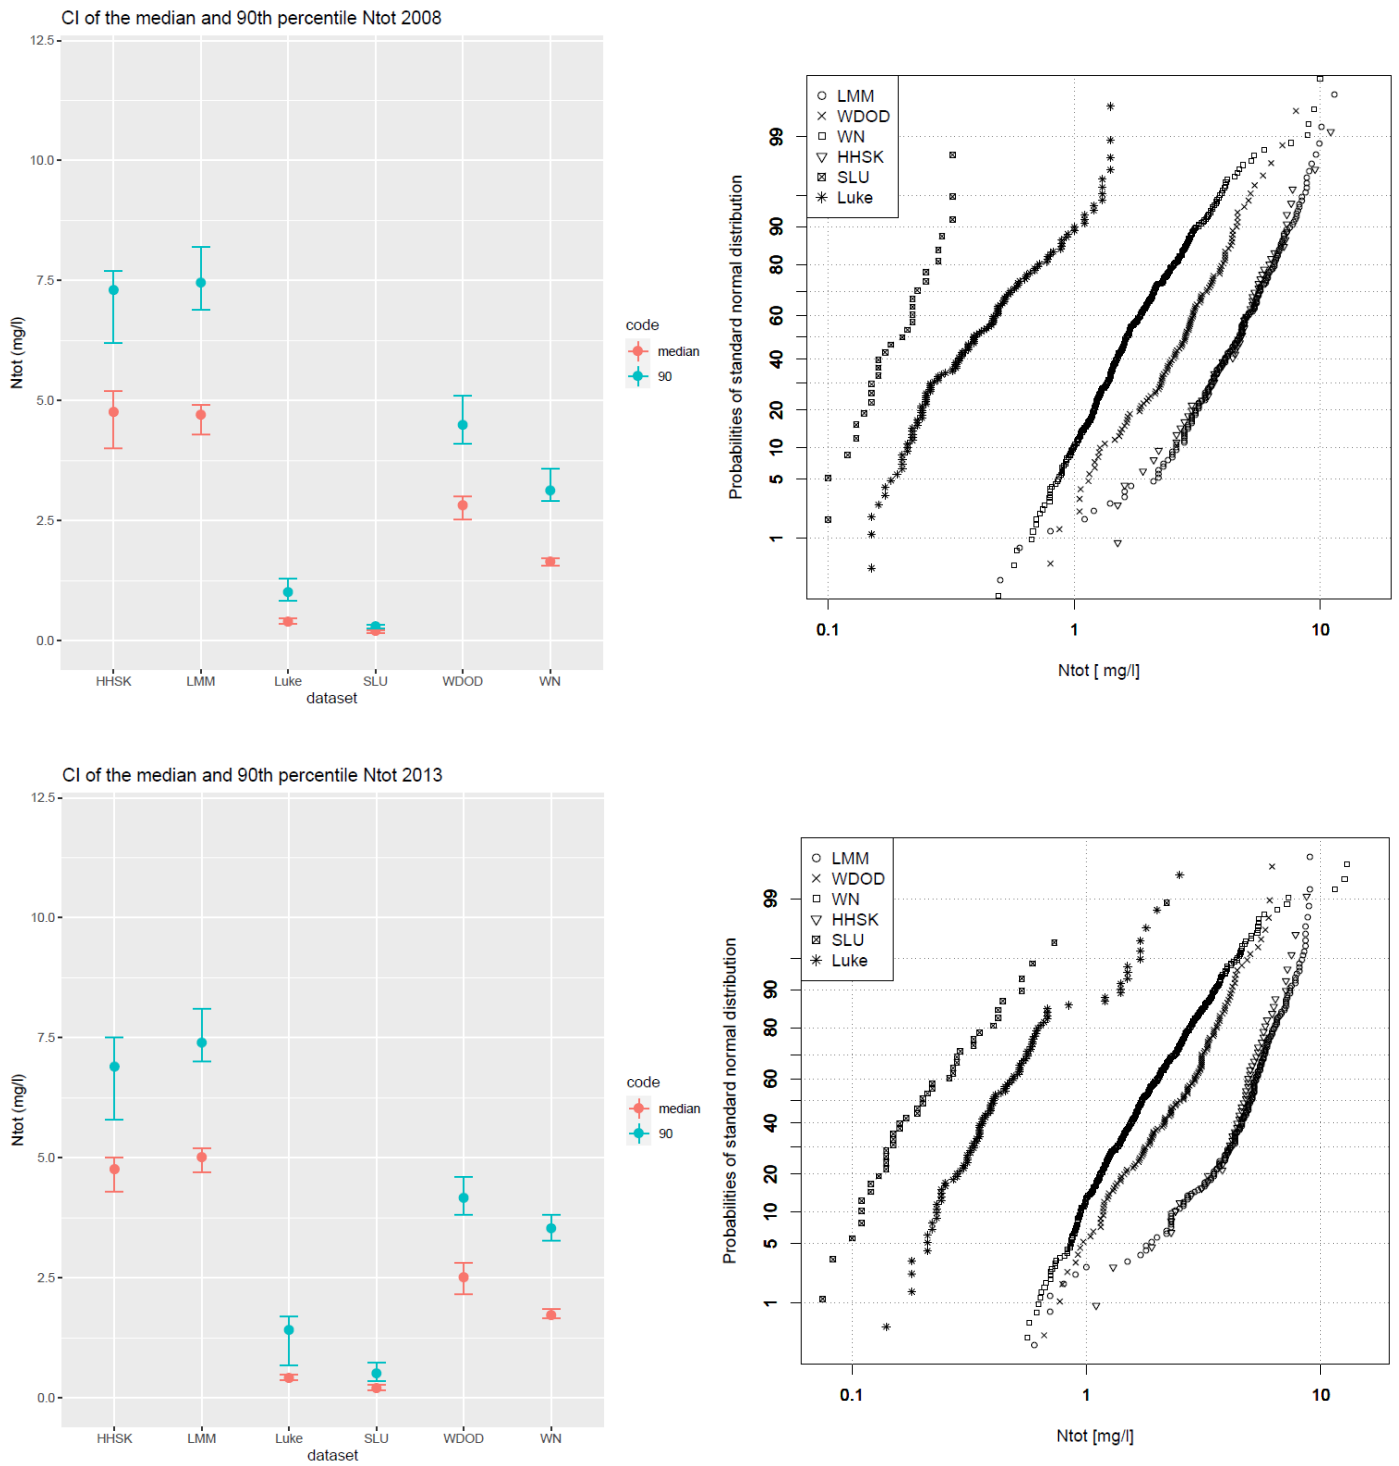 CI of the median and 90th percentile Ntot 2008
12.5
10.0
7.5
5.0
2.5
0.0
Ntot (mg/l)
HHSK LMM Luke SLU WDOD WN
dataset
code
median
90
LMM
WDOD
WN
HHSK
SLU
Luke
Probabilities of standard normal distribution
99
90
80
60
40
20
10
5
1
0.1 1 10
Ntot [ mg/l]
CI of the median and 90th percentile Ntot 2013
12.5
10.0
7.5
5.0
2.5
0.0
Ntot (mg/l)
HHSK LMM Luke SLU WDOD WN
dataset
code
median
90
LMM
WDOD
WN
HHSK
SLU
Luke
Probabilities of standard normal distribution
99
90
80
60
40
20
10
5
1
0.1 1 10
Ntot [mg/l]